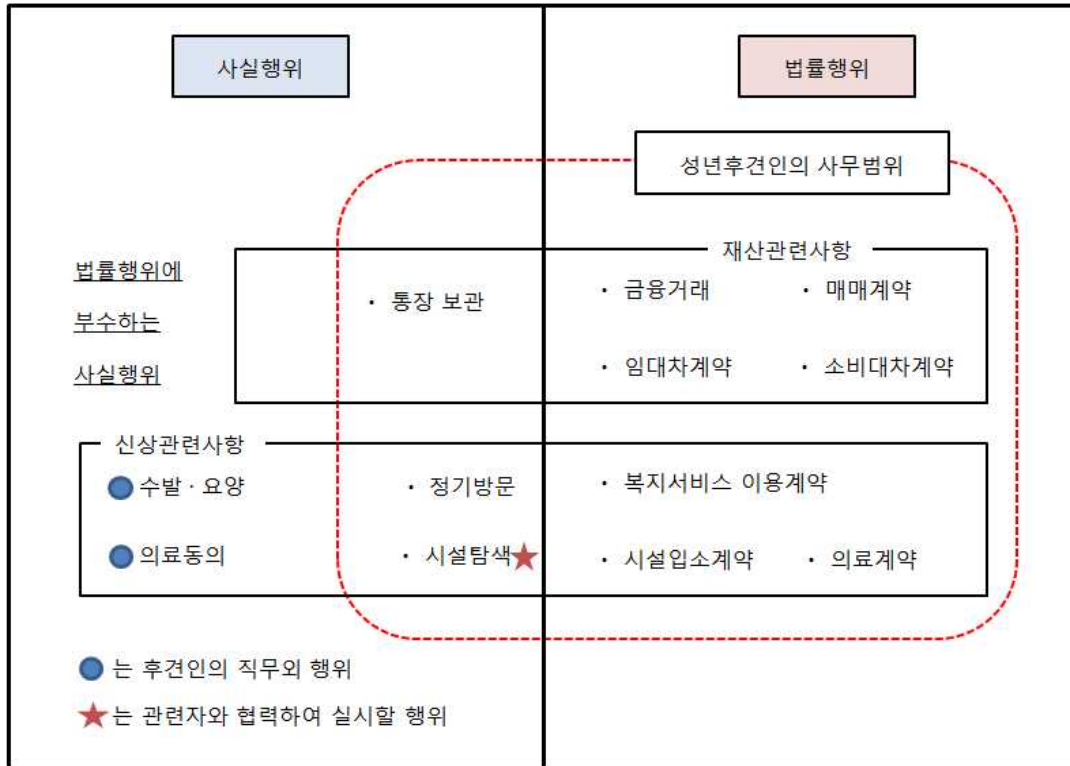 사실행위
법률행위
성년후견인의 사무범위
재산관련사항
법률행위에
부수하는
사실행위
· 통장 보관
· 금융거래
· 매매계약
· 임대차계약
· 소비대차계약
신상관련사항
수발 · 요양
· 정기방문
· 복지서비스 이용계약
의료동의
· 시설탐색
· 시설입소계약
· 의료계약
는 후견인의 직무외 행위
는 관련자와 협력하여 실시할 행위